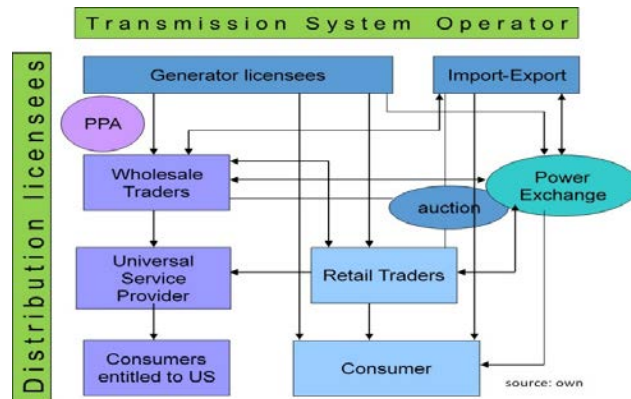 Transmission System Operator
Distribution licensees
Generator licensees
Import-Export
PPA
Wholesale
Traders
Power
Exchange
auction
Universal
Service
Provider
Retail Traders
Consumers
entitled to US
Consumer
source: own